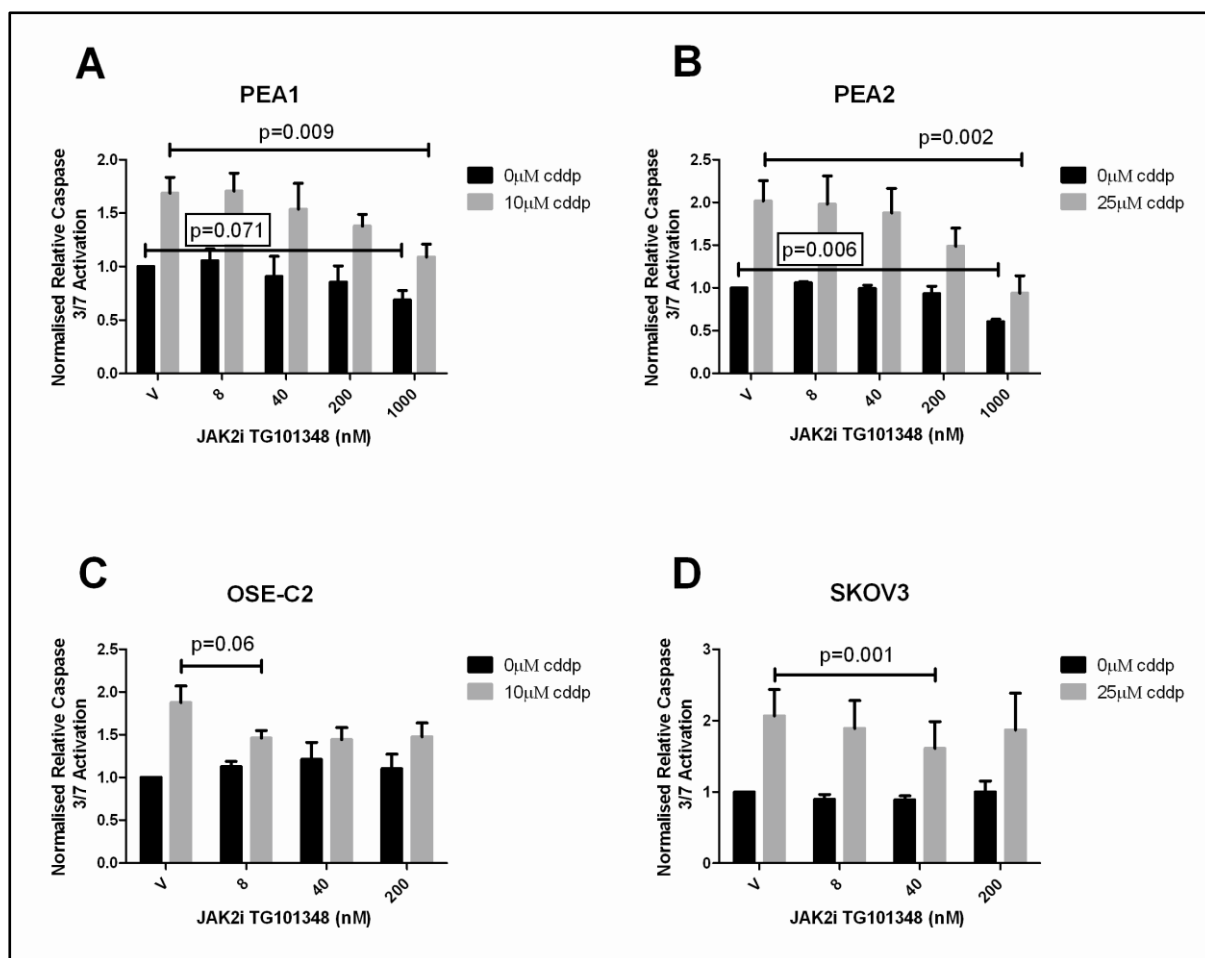 A
PEA1
p=0.009
Normalised Relative Caspase
3/7 Activation
2.0
1.5
1.0
0.5
0.0
p=0.071
0μM cddp
10μM cddp
V
8
40
200
1000
JAK2i TG101348 (nM)
B
PEA2
p=0.002
Normalised Relative Caspase
3/7 Activation
2.5
2.0
1.5
1.0
0.5
0.0
p=0.006
0μM cddp
25μM cddp
V
8
40
200
1000
JAK2i TG101348 (nM)
C
OSE-C2
p=0.06
Normalised Relative Caspase
3/7 Activation
2.5
2.0
1.5
1.0
0.5
0.0
0μM cddp
10μM cddp
V
8
40
200
JAK2i TG101348 (nM)
D
SKOV3
p=0.001
Normalised Relative Caspase
3/7 Activation
3
2
1
0
0μM cddp
25μM cddp
V
8
40
200
JAK2i TG101348 (nM)